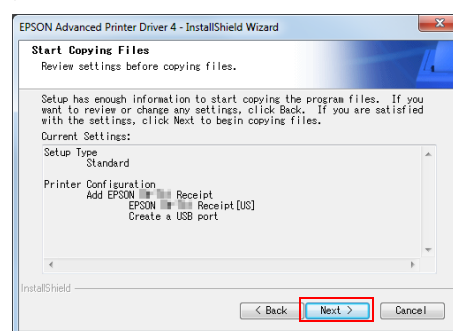 EPSON Advanced Printer Driver 4 - InstallShield Wizard
Start Copying Files
Review settings before copying files.
Setup has enough information to start copying the program files. If you
want to review or change any settings, click Back. If you are satisfied
with the settings, click Next to begin copying files.
Current Settings:
Setup Type
Standard
Printer Configuration
Add EPSON Receipt
EPSON Receipt[US]
Create a USB port
InstallShield
< Back
Next >
Cancel